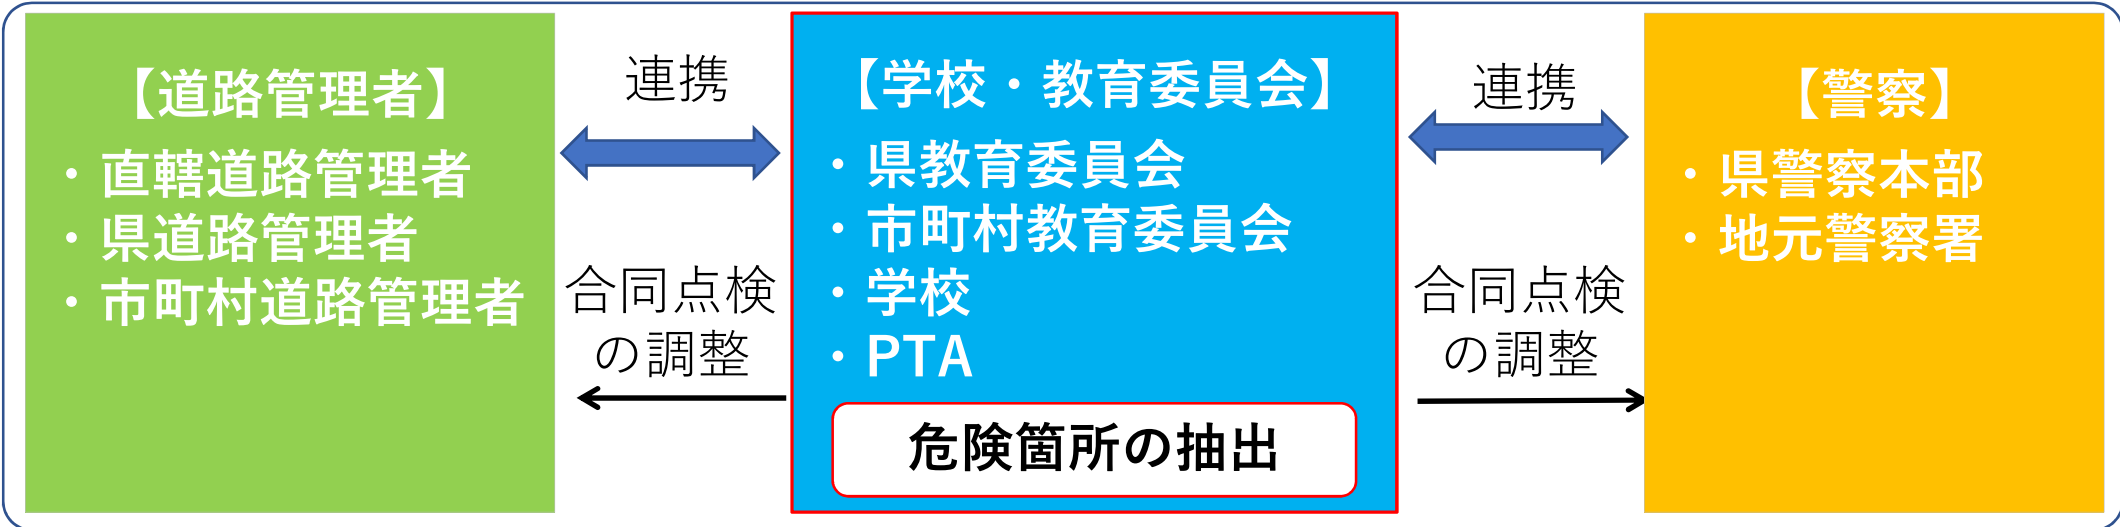 【道路管理者】
・直轄道路管理者
・県道路管理者
・市町村道路管理者
連携
合同点検
の調整
【学校・教育委員会】
・県教育委員会
・市町村教育委員会
・学校
・PTA
危険箇所の抽出
連携
合同点検
の調整
【警察】
・県警察本部
・地元警察署